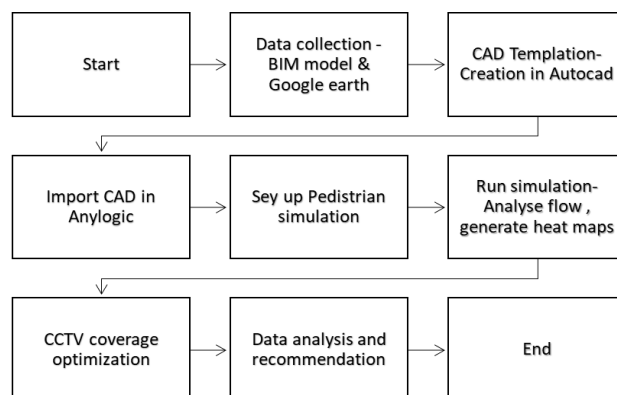 Start
Data collection -
BIM model &
Google earth
CAD Templation-
Creation in Autocad
Import CAD in
Anylogic
Sey up Pedistrian
simulation
Run simulation-
Analyse flow ,
generate heat maps
CCTV coverage
optimization
Data analysis and
recommendation
End